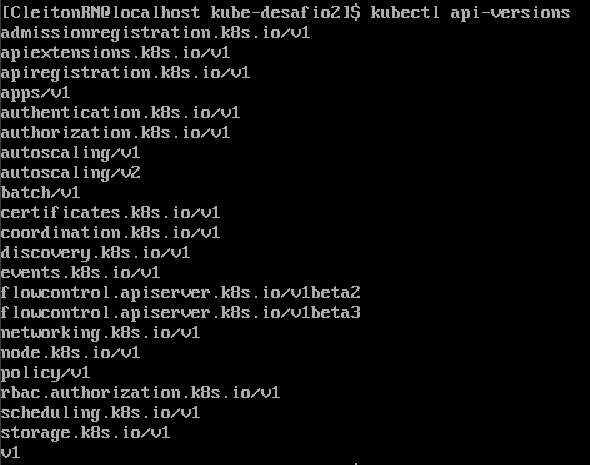 [CleitonRN@localhost kube-desafio2]$ kubectl api-versions
admissionregistration.k8s.io/v1
apiextensions.k8s.io/v1
apiregistration.k8s.io/v1
apps/v1
authentication.k8s.io/v1
authorization.k8s.io/v1
autoscaling/v1
autoscaling/v2
batch/v1
certificates.k8s.io/v1
coordination.k8s.io/v1
discovery.k8s.io/v1
events.k8s.io/v1
flowcontrol.apiserver.k8s.io/v1beta2
flowcontrol.apiserver.k8s.io/v1beta3
networking.k8s.io/v1
node.k8s.io/v1
policy/v1
rbac.authorization.k8s.io/v1
scheduling.k8s.io/v1
storage.k8s.io/v1
v1